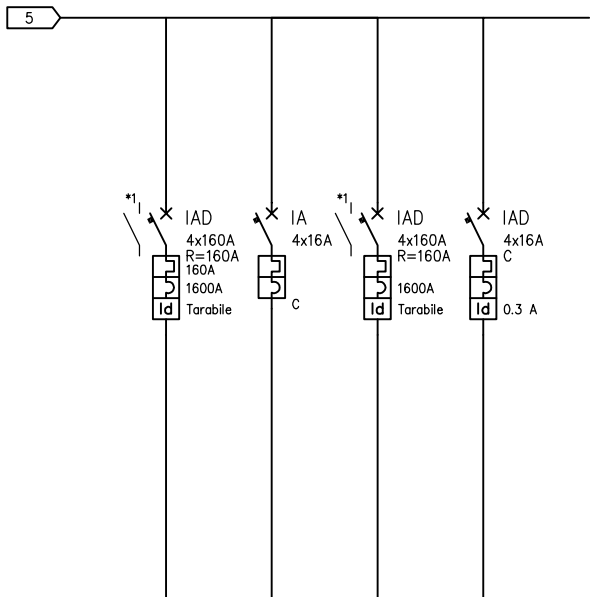 5
*1
IAD
4x160A
R=160A
160A
1600A
Id Tarabile
IA
4x16A
C
*1
IAD
4x160A
R=160A
1600A
Id Tarabile
IAD
4x16A
C
Id 0.3 A